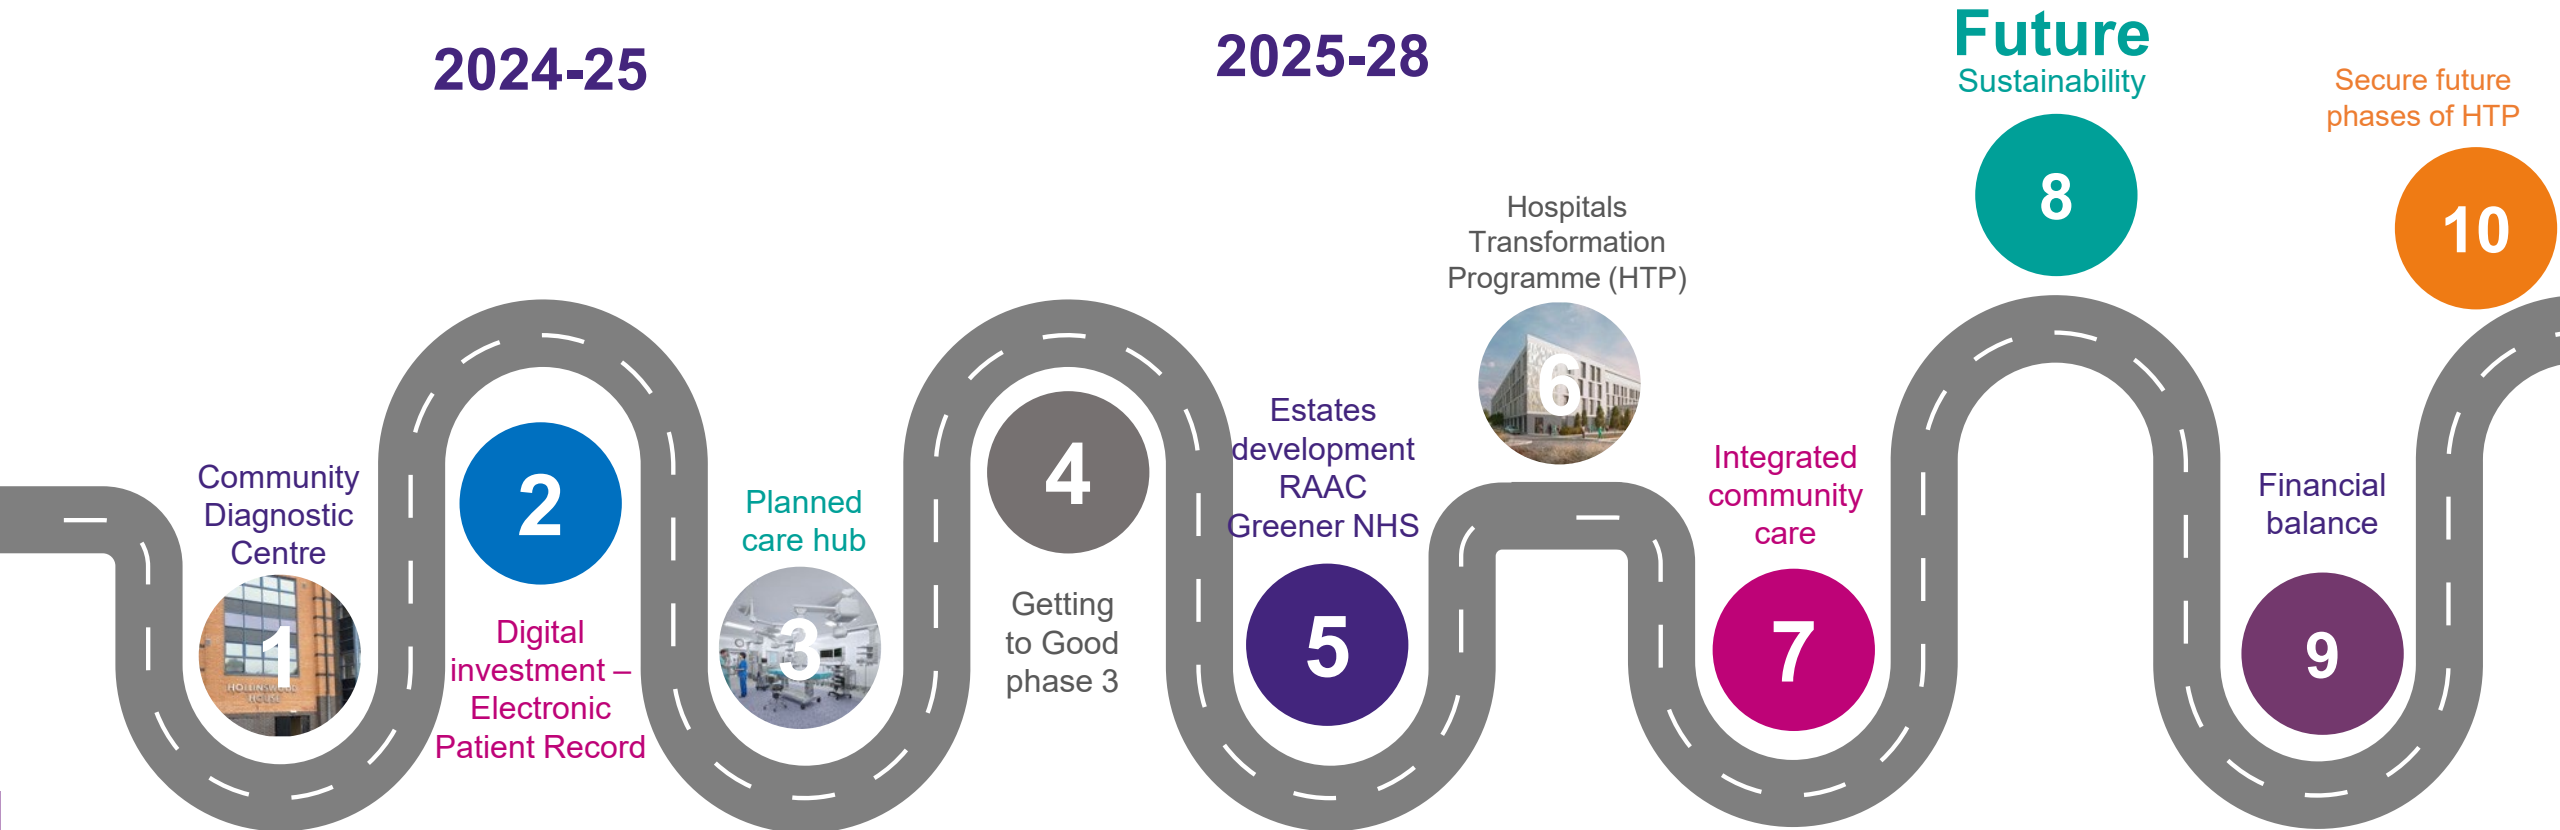 2024-25
2025-28
Future
Sustainability
Secure future
phases of HTP
8
10
Hospitals
Transformation
Programme (HTP)
6
Community
Diagnostic
Centre
1
HOLLINSWOOD
HOUSE
2
Digital
investment –
Electronic
Patient Record
Planned
care hub
3
4
Getting
to Good
phase 3
Estates
development
RAAC
Greener NHS
5
Integrated
community
care
7
Financial
balance
9